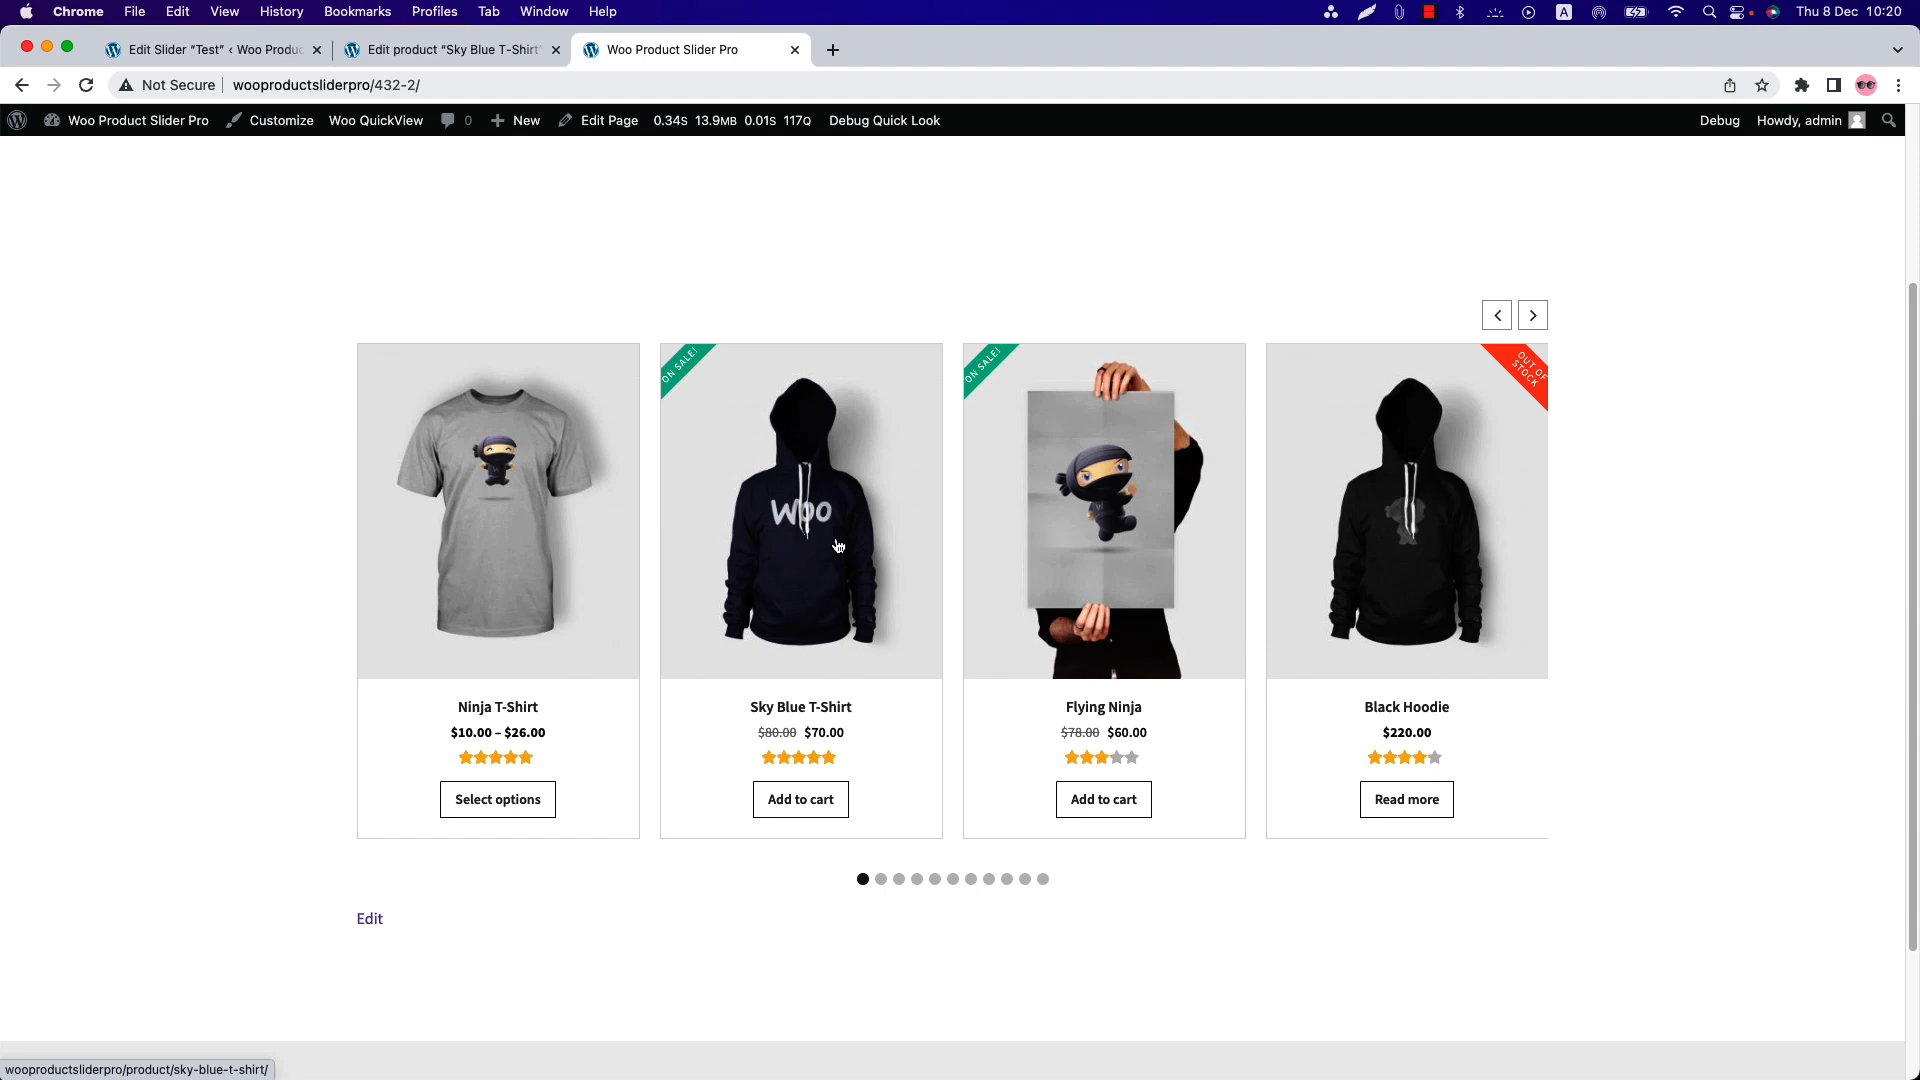 Chrome File Edit View History Bookmarks Profiles Tab Window Help A Thu 8 Dec 10:20
Edit Slider “Test” ‹ Woo Produc Edit product “Sky Blue T-Shirt” Woo Product Slider Pro
Not Secure wooproductsliderpro/432-2/
Woo Product Slider Pro Customize Woo QuickView 0 New Edit Page 0.34S 13.9MB 0.01S 117Q Debug Quick Look Debug Howdy, admin
ON SALE! ON SALE! OUT OF
STOCK
Woo
Ninja T-Shirt Sky Blue T-Shirt Flying Ninja Black Hoodie
$10.00 – $26.00 $80.00 $70.00 $78.00 $60.00 $220.00
Select options Add to cart Add to cart Read more
Edit
wooproductsliderpro/product/sky-blue-t-shirt/